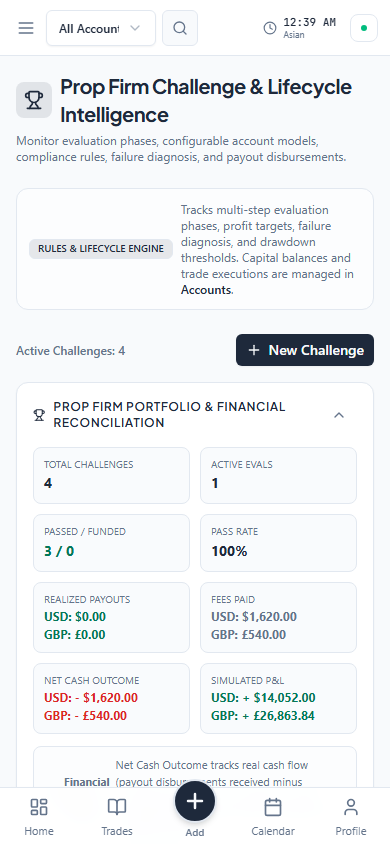 All Accoun
12:39 AM
Asian
Prop Firm Challenge & Lifecycle
Intelligence
Monitor evaluation phases, configurable account models,
compliance rules, failure diagnosis, and payout disbursements.
RULES & LIFECYCLE ENGINE
Tracks multi-step evaluation
phases, profit targets, failure
diagnosis, and drawdown
thresholds. Capital balances and
trade executions are managed in
Accounts.
Active Challenges: 4
New Challenge
PROP FIRM PORTFOLIO & FINANCIAL
RECONCILIATION
TOTAL CHALLENGES
4
ACTIVE EVALS
1
PASSED / FUNDED
3 / 0
PASS RATE
100%
REALIZED PAYOUTS
USD: $0.00
GBP: £0.00
FEES PAID
USD: $1,620.00
GBP: £540.00
NET CASH OUTCOME
USD: - $1,620.00
GBP: - £540.00
SIMULATED P&L
USD: + $14,052.00
GBP: + £26,863.84
Net Cash Outcome tracks real cash flow
Financial (payout disbursements received minus
Home
Trades
Add
Calendar
Profile